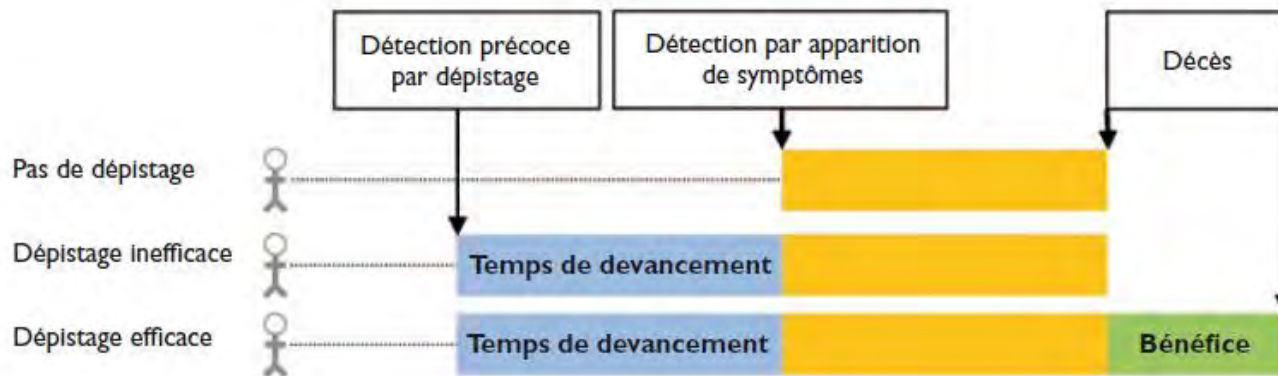 Détection précoce
par dépistage
Détection par apparition
de symptômes
Décès
Pas de dépistage
Dépistage inefficace
Temps de devancement
Dépistage efficace
Temps de devancement
Bénéfice